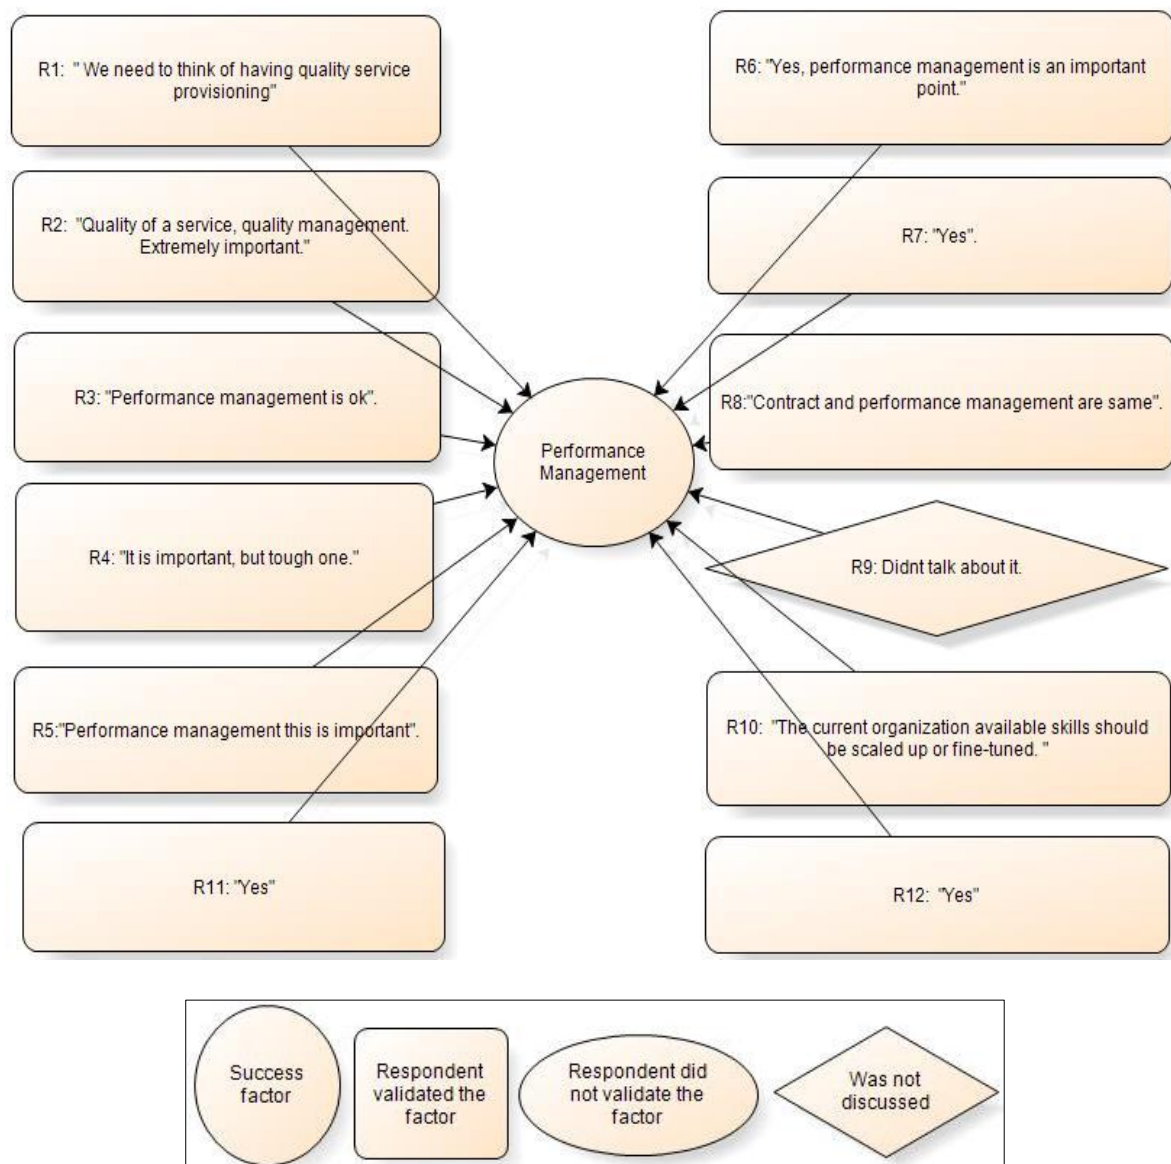 R1: " We need to think of having quality service
provisioning"
R2: "Quality of a service, quality management.
Extremely important."
R3: "Performance management is ok".
R4: "It is important, but tough one."
R5:"Performance management this is important".
R11: "Yes"
Performance
Management
R6: "Yes, performance management is an important
point."
R7: "Yes".
R8:"Contract and performance management are same".
R9: Didnt talk about it.
R10: "The current organization available skills should
be scaled up or fine-tuned. "
R12: "Yes"
Success
factor
Respondent
validated the
factor
Respondent did
not validate the
factor
Was not
discussed